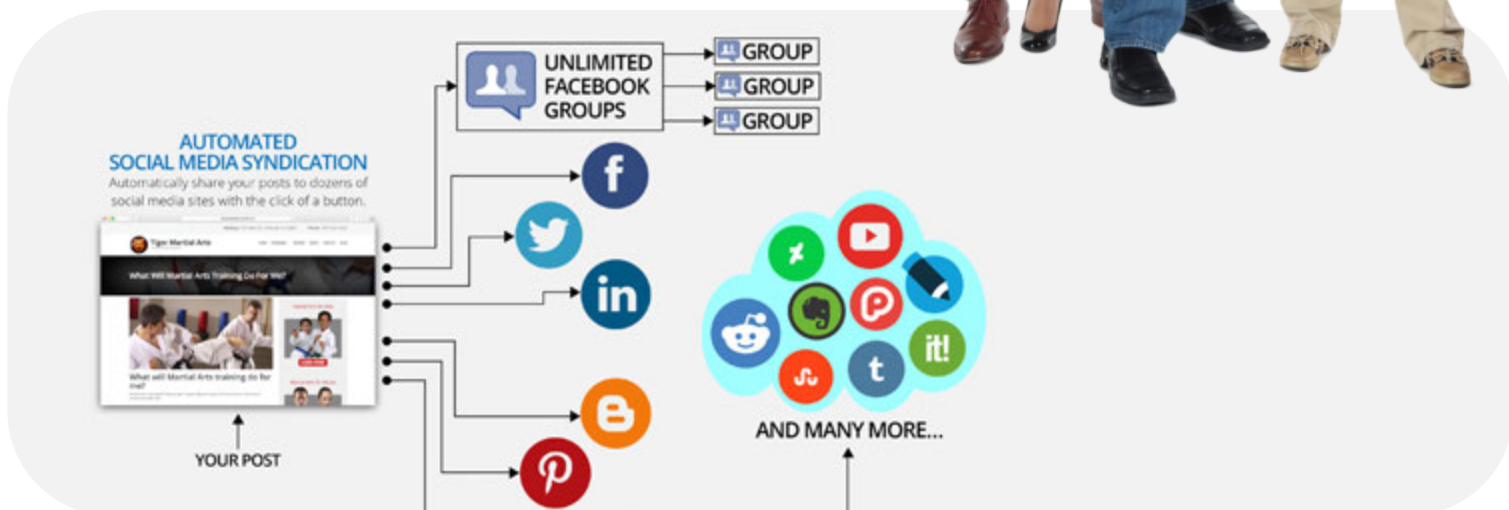 UNLIMITED
FACEBOOK
GROUPS
GROUP
GROUP
GROUP
AUTOMATED
SOCIAL MEDIA SYNDICATION
Automatically share your posts to dozens of
social media sites with the click of a button.
Tiger Martial Arts
What Will Martial Arts Training Do For Me?
What will Martial Arts training do for
me?
YOUR POST
f
in
it!
t
AND MANY MORE...